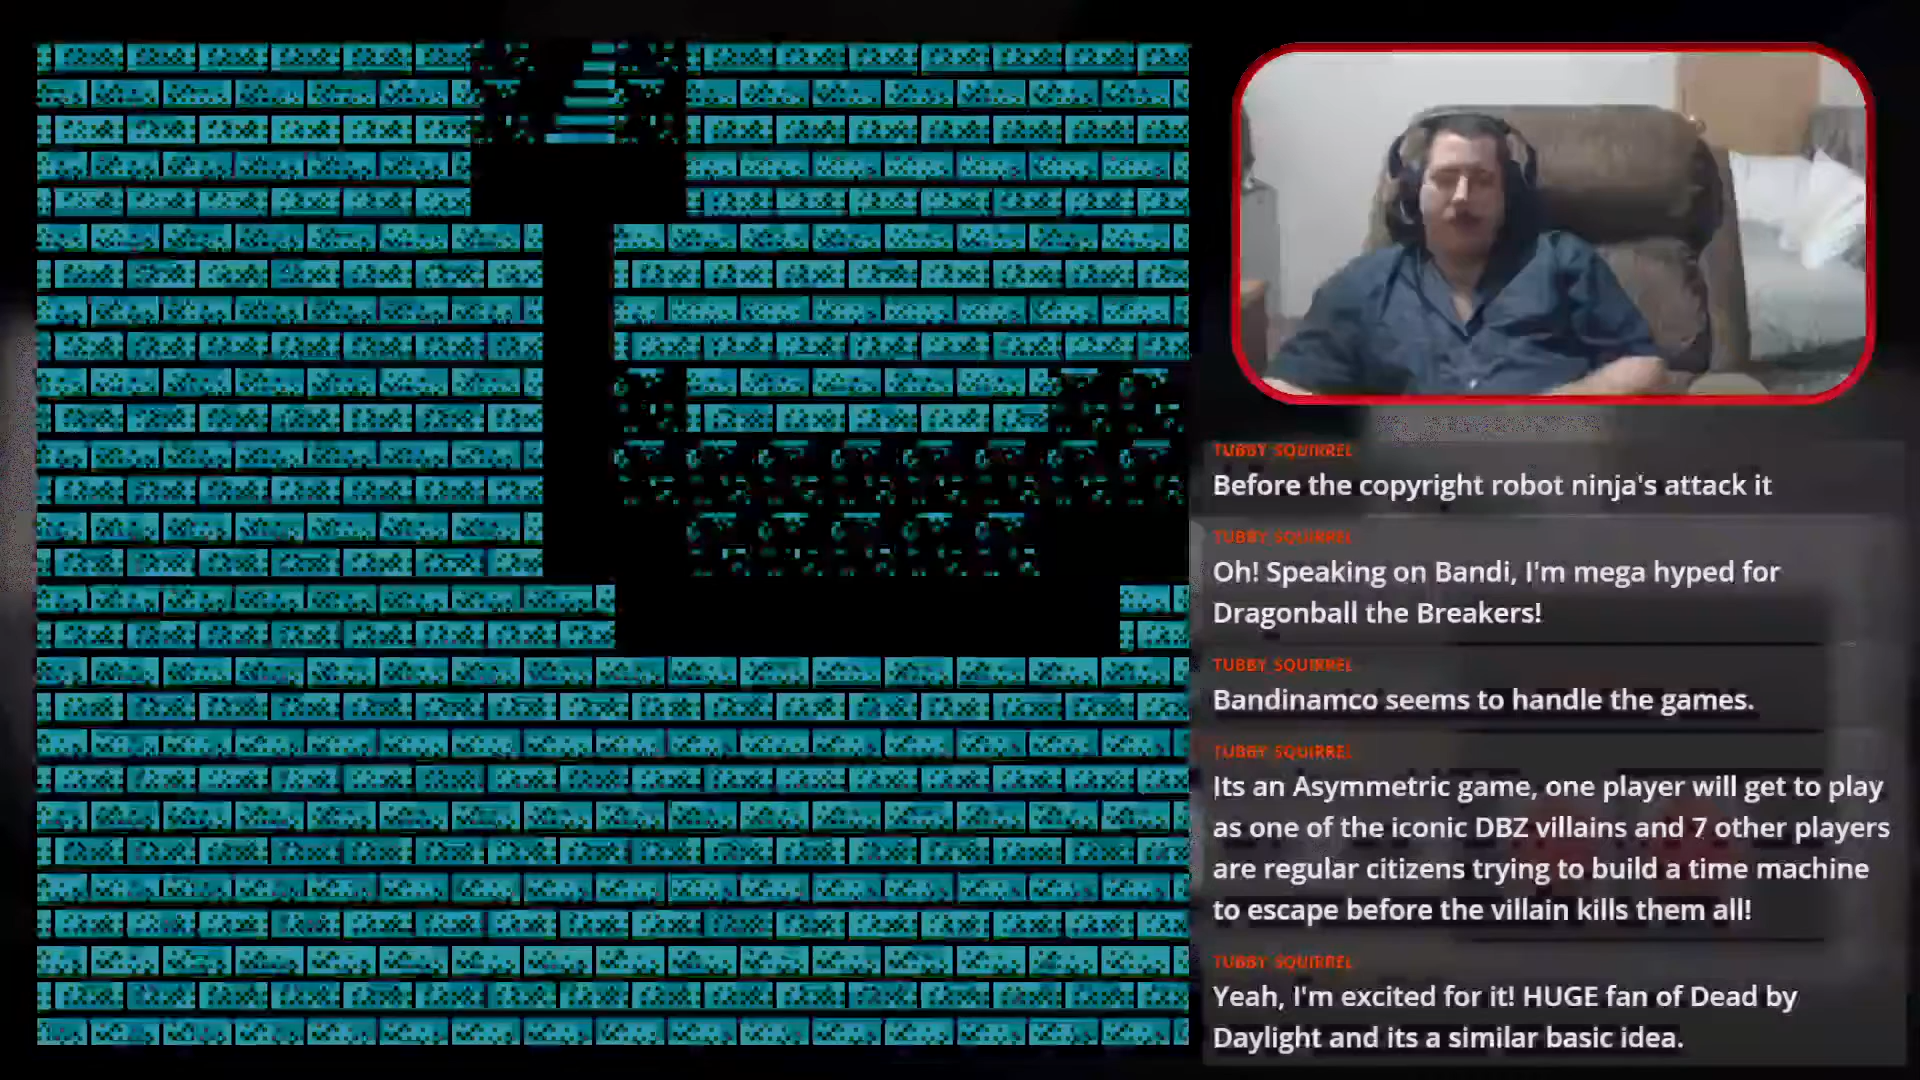 TUBBY SQUIRREL
Before the copyright robot ninja's attack it
TUBBY SQUIRREL
Oh! Speaking on Bandi, I'm mega hyped for
Dragonball the Breakers!
TUBBY SQUIRREL
Bandinamco seems to handle the games.
TUBBY SQUIRREL
Its an Asymmetric game, one player will get to play
as one of the iconic DBZ villains and 7 other players
are regular citizens trying to build a time machine
to escape before the villain kills them all!
TUBBY SQUIRREL
Yeah, I'm excited for it! HUGE fan of Dead by
Daylight and its a similar basic idea.